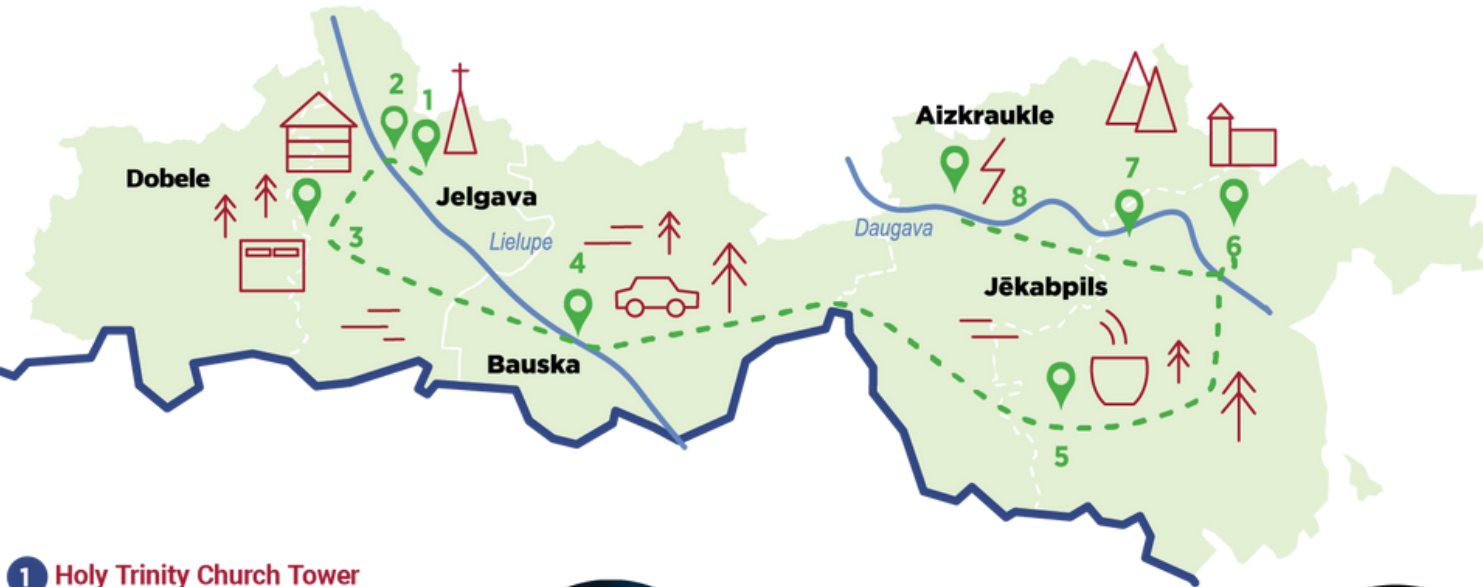 2
1
Aizkraukle
Dobele
7
Jelgava
8
3
Lielupe
Daugava
4
6
Jēkabpils
Bauska
5
1 Holy Trinity Church Tower